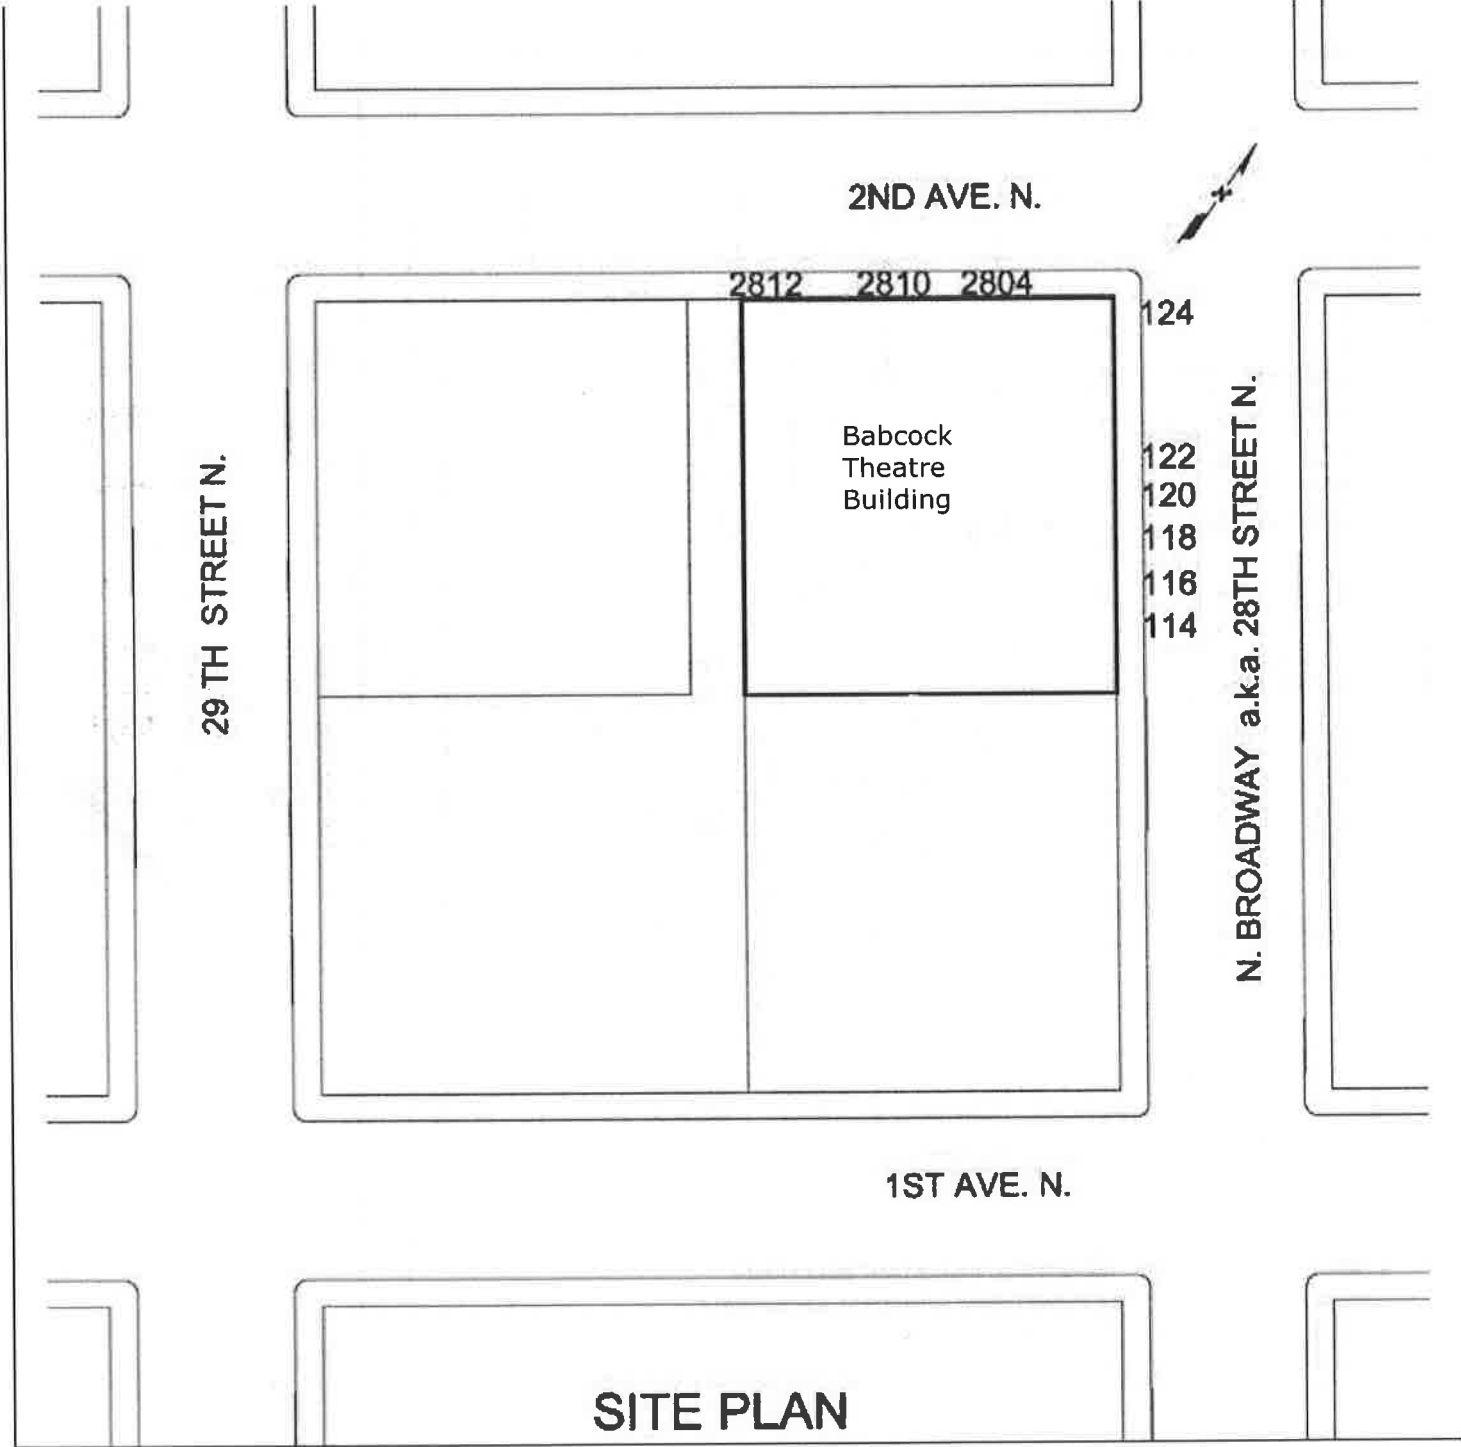 2ND AVE. N.
2812 2810 2804
124
Babcock
Theatre
Building
122
120
118
116
114
29 TH STREET N.
N. BROADWAY a.k.a. 28TH STREET N.
1ST AVE. N.
SITE PLAN